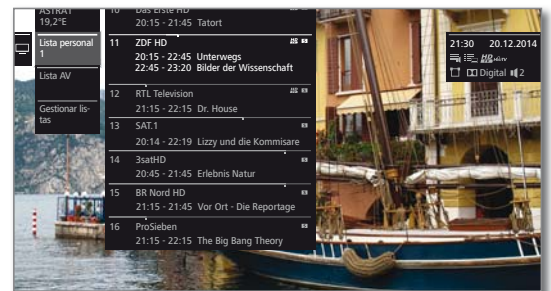 ASTRA1
19,2°E
Lista personal
1
Lista AV
Gestionar lis-
tas
10 Das Erste HD
20:15 - 21:45 Tatort
11 ZDF HD
20:15 - 22:45 Unterwegs
22:45 - 23:20 Bilder der Wissenschaft
12 RTL Television
21:15 - 22:15 Dr. House
13 SAT.1
20:14 - 22:19 Lizzy und die Kommisare
14 3satHD
20:45 - 21:45 Erlebnis Natur
15 BR Nord HD
21:15 - 21:45 Vor Ort - Die Reportage
16 ProSieben
21:15 - 22:15 The Big Bang Theory
21:30 20.12.2014
Digital 2